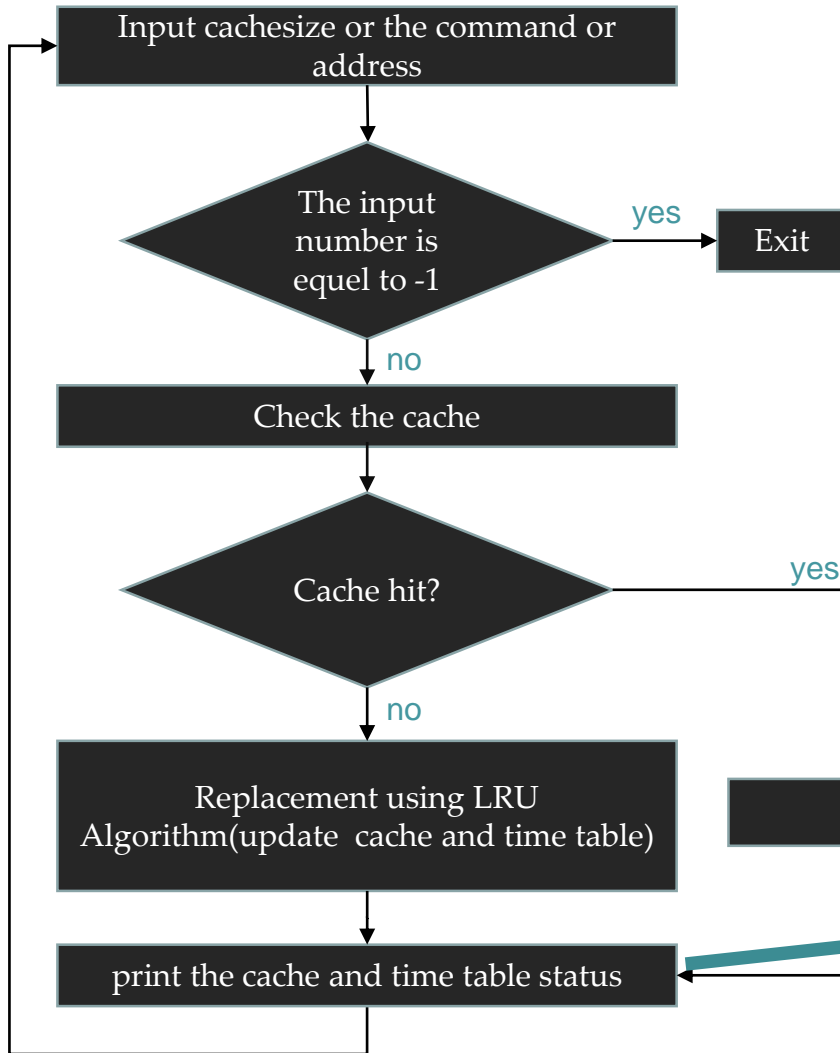 Input cachesize or the command or
address
The input
number is
equel to -1
yes
Exit
no
Check the cache
Cache hit?
yes
no
Replacement using LRU
Algorithm(update  cache and time table)
print the cache and time table status